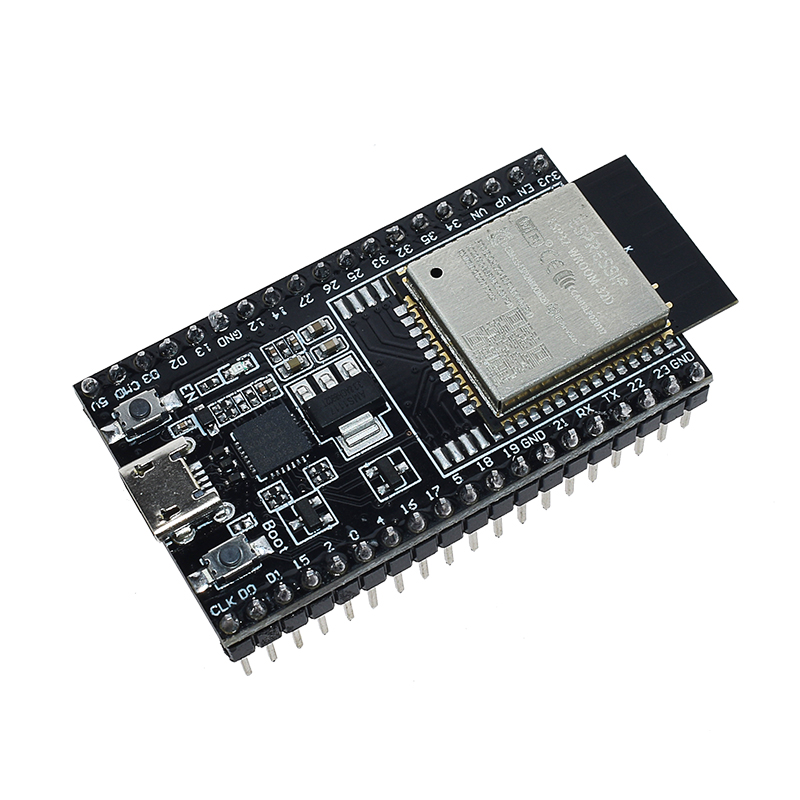 3V3
EN
VP
VN
34
35
32
33
25
26
27
14
12
GND
13
D2
D3
CMD
5V
EN
ESP32-WROOM-32D
CE
Boot
CLK
D0
D1
15
2
0
4
16
17
5
18
19
GND
21
RX
TX
22
23
GND